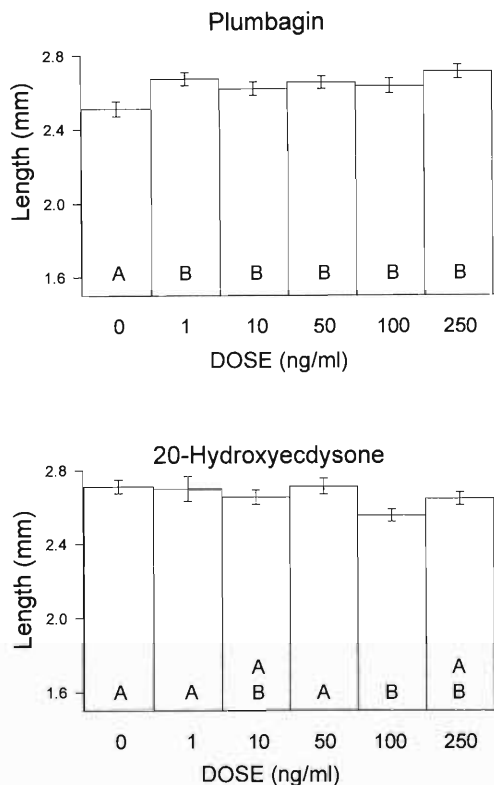 Plumbagin
Length (mm)
2.8
2.4
2.0
1.6
A B B B B B
0 1 10 50 100 250
DOSE (ng/ml)
20-Hydroxyecdysone
Length (mm)
2.8
2.4
2.0
1.6
A A
A A B A B B
0 1 10 50 100 250
DOSE (ng/ml)